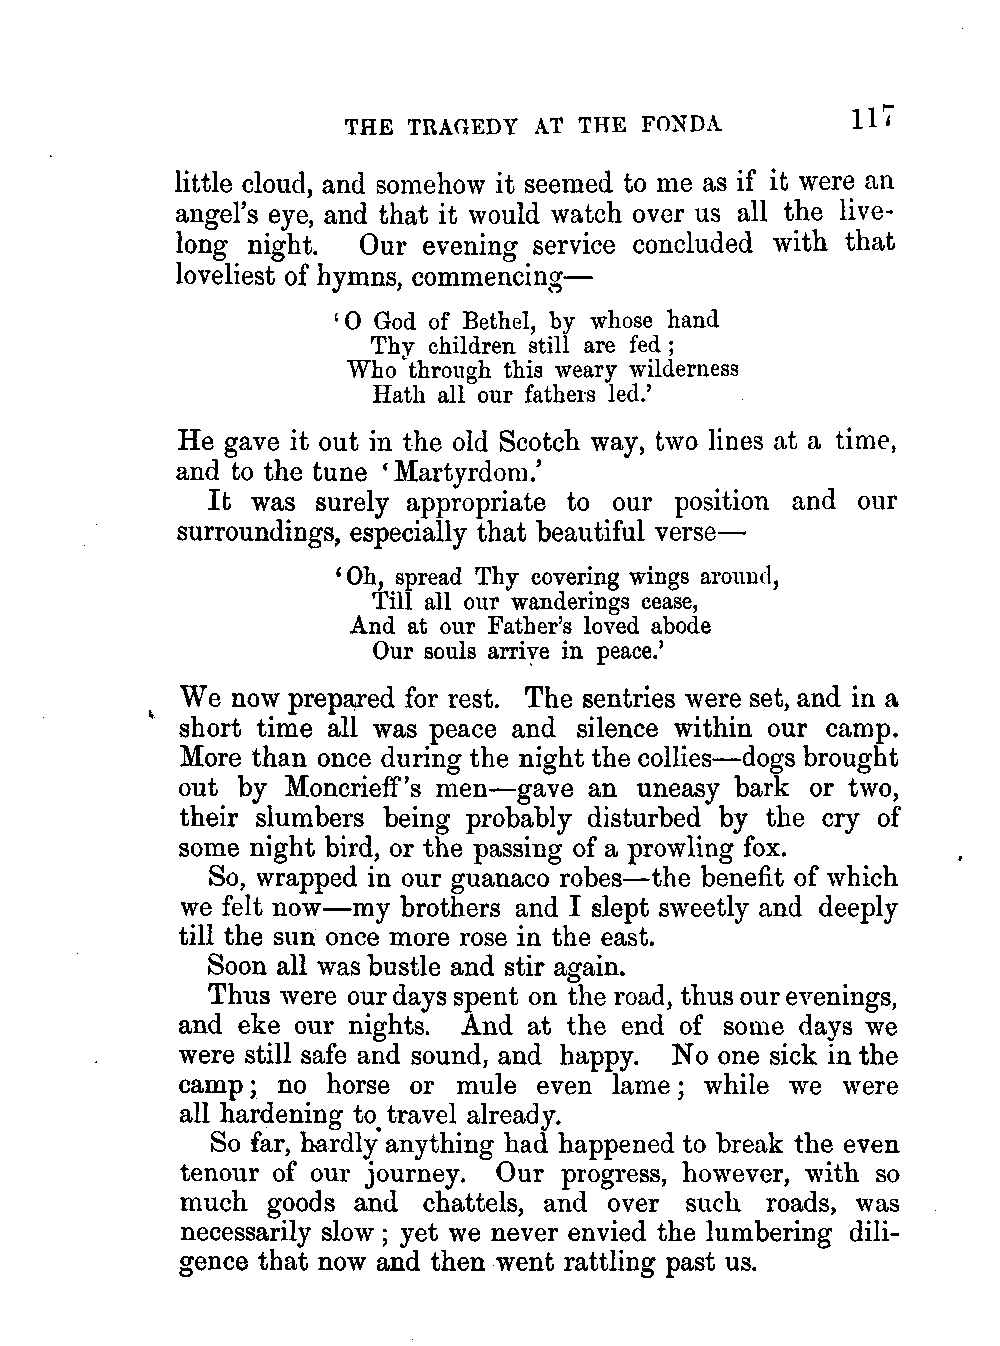 THE TRAGEDY AT THE FONDA 117
little cloud, and somehow it seemed to me as if it were an
angel's eye, and that it would watch over us all the live-
long night. Our evening service concluded with that
loveliest of hymns, commencing—
'O God of Bethel, by whose hand
Thy children still are fed;
Who through this weary wilderness
Hath all our fathers led.'
He gave it out in the old Scotch way, two lines at a time,
and to the tune 'Martyrdom.'
It was surely appropriate to our position and our
surroundings, especially that beautiful verse—
'Oh, spread Thy covering wings around,
Till all our wanderings cease,
And at our Father's loved abode
Our souls arrive in peace.'
We now prepared for rest. The sentries were set, and in a
short time all was peace and silence within our camp.
More than once during the night the collies—dogs brought
out by Moncrieff's men—gave an uneasy bark or two,
their slumbers being probably disturbed by the cry of
some night bird, or the passing of a prowling fox.
So, wrapped in our guanaco robes—the benefit of which
we felt now—my brothers and I slept sweetly and deeply
till the sun once more rose in the east.
Soon all was bustle and stir again.
Thus were our days spent on the road, thus our evenings,
and eke our nights. And at the end of some days we
were still safe and sound, and happy. No one sick in the
camp; no horse or mule even lame; while we were
all hardening to travel already.
So far, hardly anything had happened to break the even
tenour of our journey. Our progress, however, with so
much goods and chattels, and over such roads, was
necessarily slow; yet we never envied the lumbering dili-
gence that now and then went rattling past us.